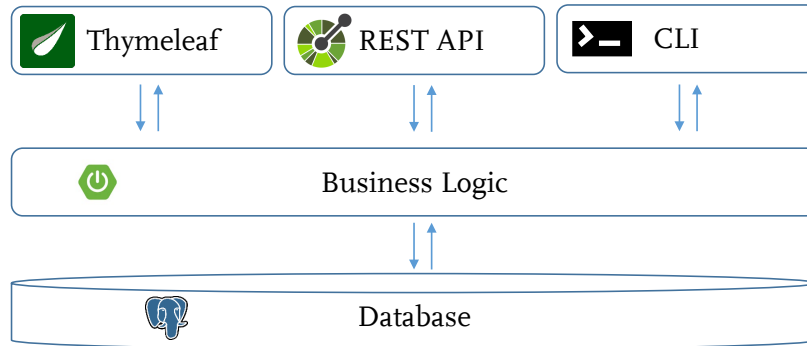 Thymeleaf
REST API
CLI
Business Logic
Database